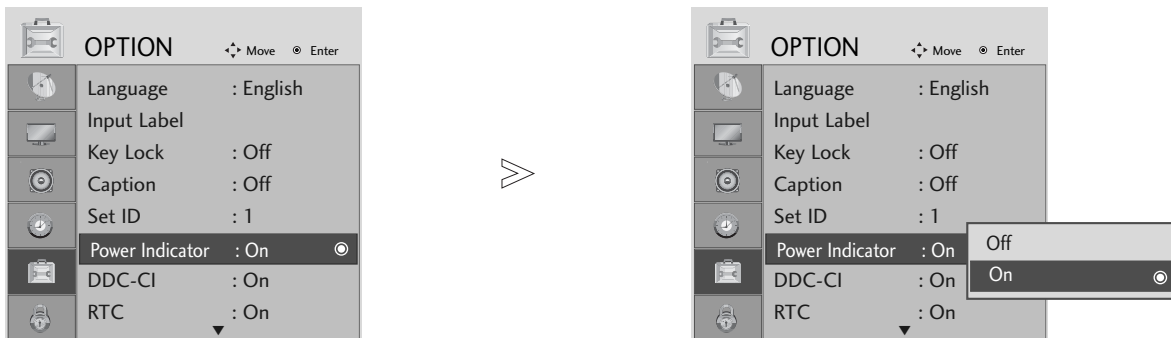 OPTION Move Enter
Language : English
Input Label
Key Lock : Off
Caption : Off
Set ID : 1
Power Indicator : On
DDC-CI : On
RTC : On
OPTION Move Enter
Language : English
Input Label
Key Lock : Off
Caption : Off
Set ID : 1
Power Indicator : On
DDC-CI : On
RTC : On
Off
On